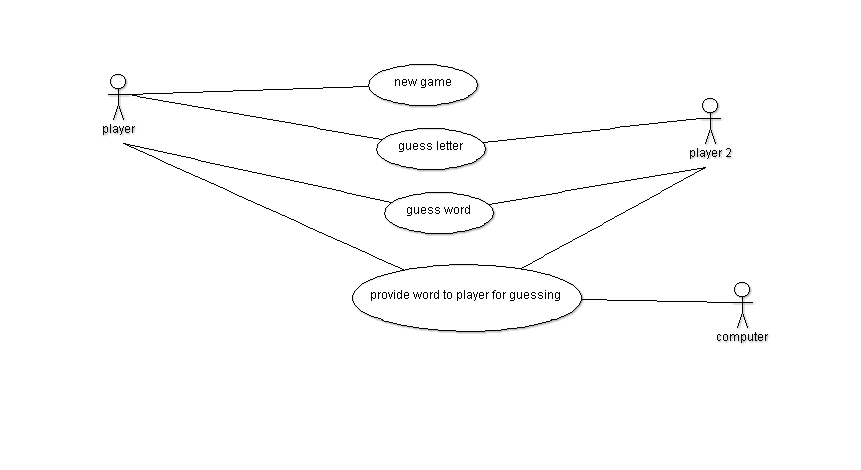 new game
player
guess letter
player 2
guess word
provide word to player for guessing
computer